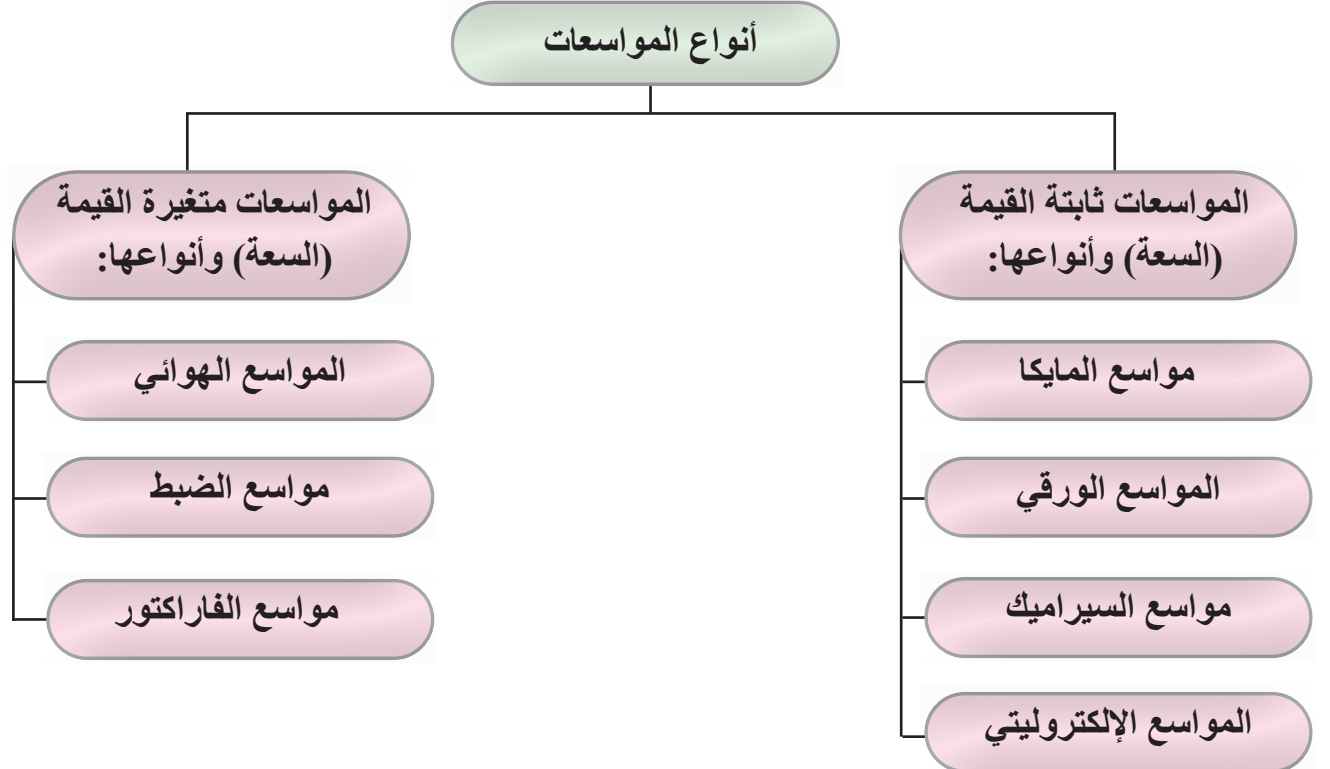 أنواع المواسعات
المواسعات ثابتة القيمة
(السعة) وأنواعها:
مواسع المايكا
المواسع الورقي
مواسع السيراميك
المواسع الإلكتروليتي
المواسعات متغيرة القيمة
(السعة) وأنواعها:
المواسع الهوائي
مواسع الضبط
مواسع الفاراكتور